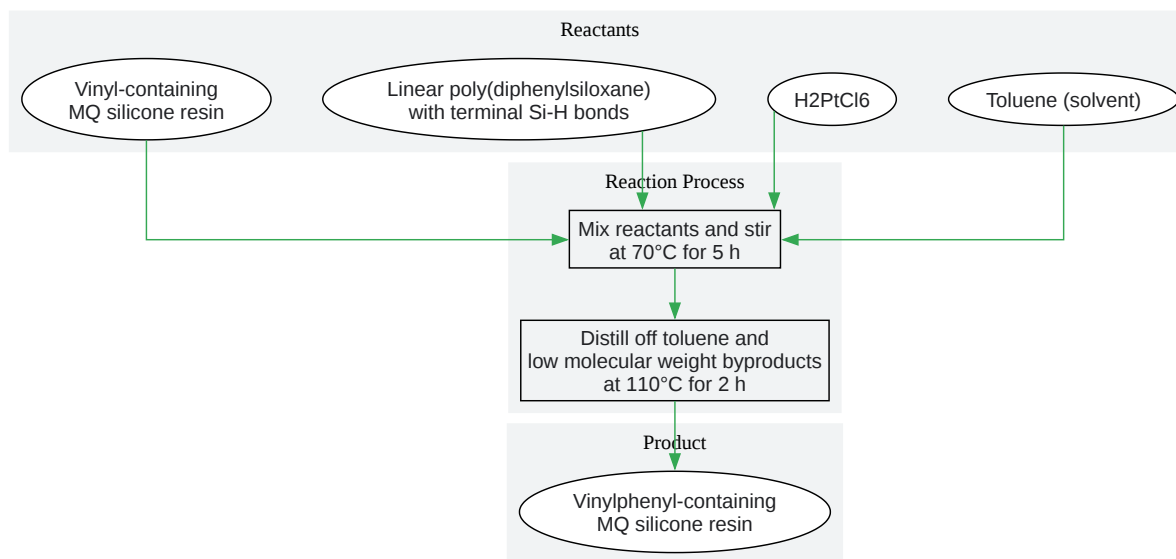 Reactants
Vinyl-containing
MQ silicone resin
Linear poly(diphenylsiloxane)
with terminal Si-H bonds
H2PtCl6
Toluene (solvent)
Reaction Process
Mix reactants and stir
at 70°C for 5 h
Distill off toluene and
low molecular weight byproducts
at 110°C for 2 h
Product
Vinylphenyl-containing
MQ silicone resin